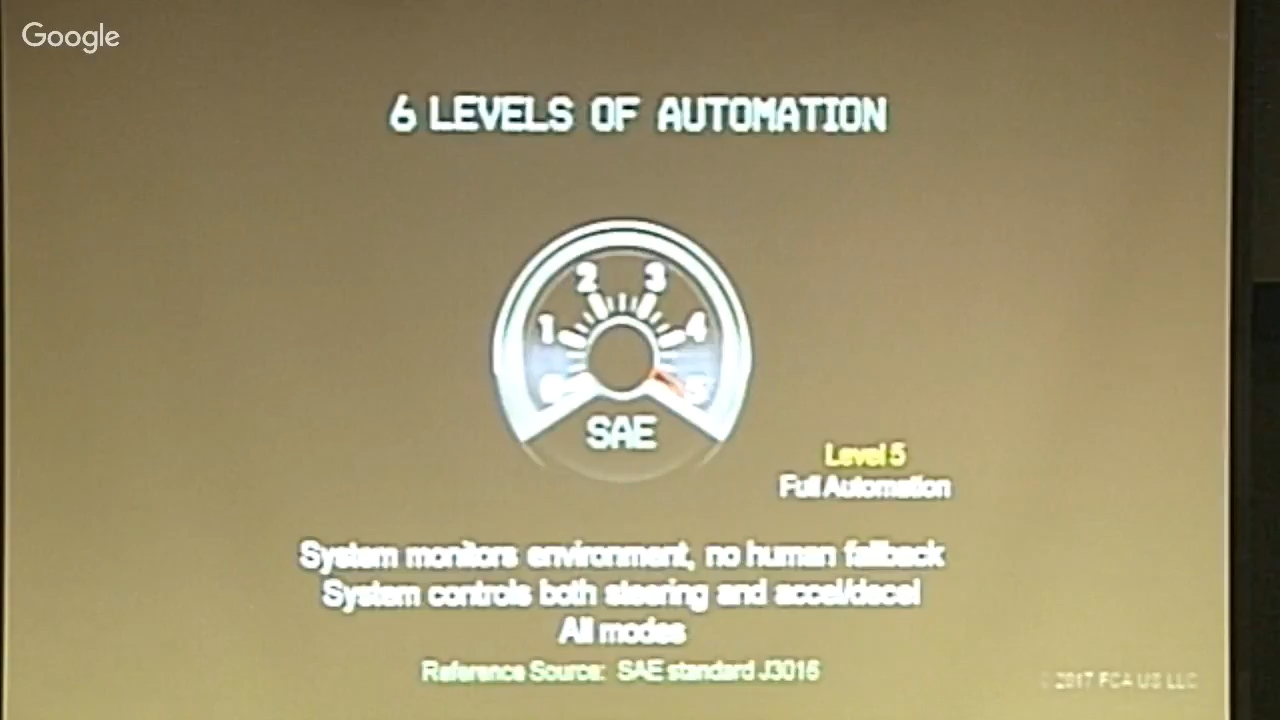 Google
6 LEVELS OF AUTOMATION
2 3
1 4
0 5
SAE
Level 5
Full Automation
System monitors environment, no human fallback
System controls both steering and accel/decel
All modes
Reference Source: SAE standard J3016
© 2017 FCA US LLC